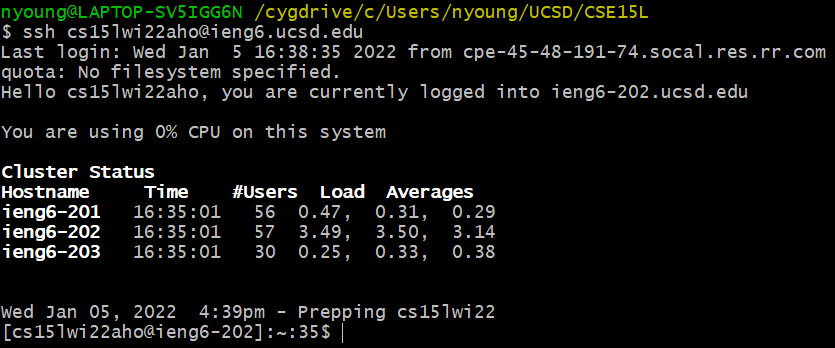 nyoung@LAPTOP-SV5IGG6N /cygdrive/c/Users/nyoung/UCSD/CSE15L
$ ssh cs15lwi22aho@ieng6.ucsd.edu
Last login: Wed Jan  5 16:38:35 2022 from cpe-45-48-191-74.socal.res.rr.com
quota: No filesystem specified.
Hello cs15lwi22aho, you are currently logged into ieng6-202.ucsd.edu
You are using 0% CPU on this system
Cluster Status
Hostname     Time    #Users  Load  Averages
ieng6-201   16:35:01   56  0.47,  0.31,  0.29
ieng6-202   16:35:01   57  3.49,  3.50,  3.14
ieng6-203   16:35:01   30  0.25,  0.33,  0.38
Wed Jan 05, 2022  4:39pm - Prepping cs15lwi22
[cs15lwi22aho@ieng6-202]:~:35$